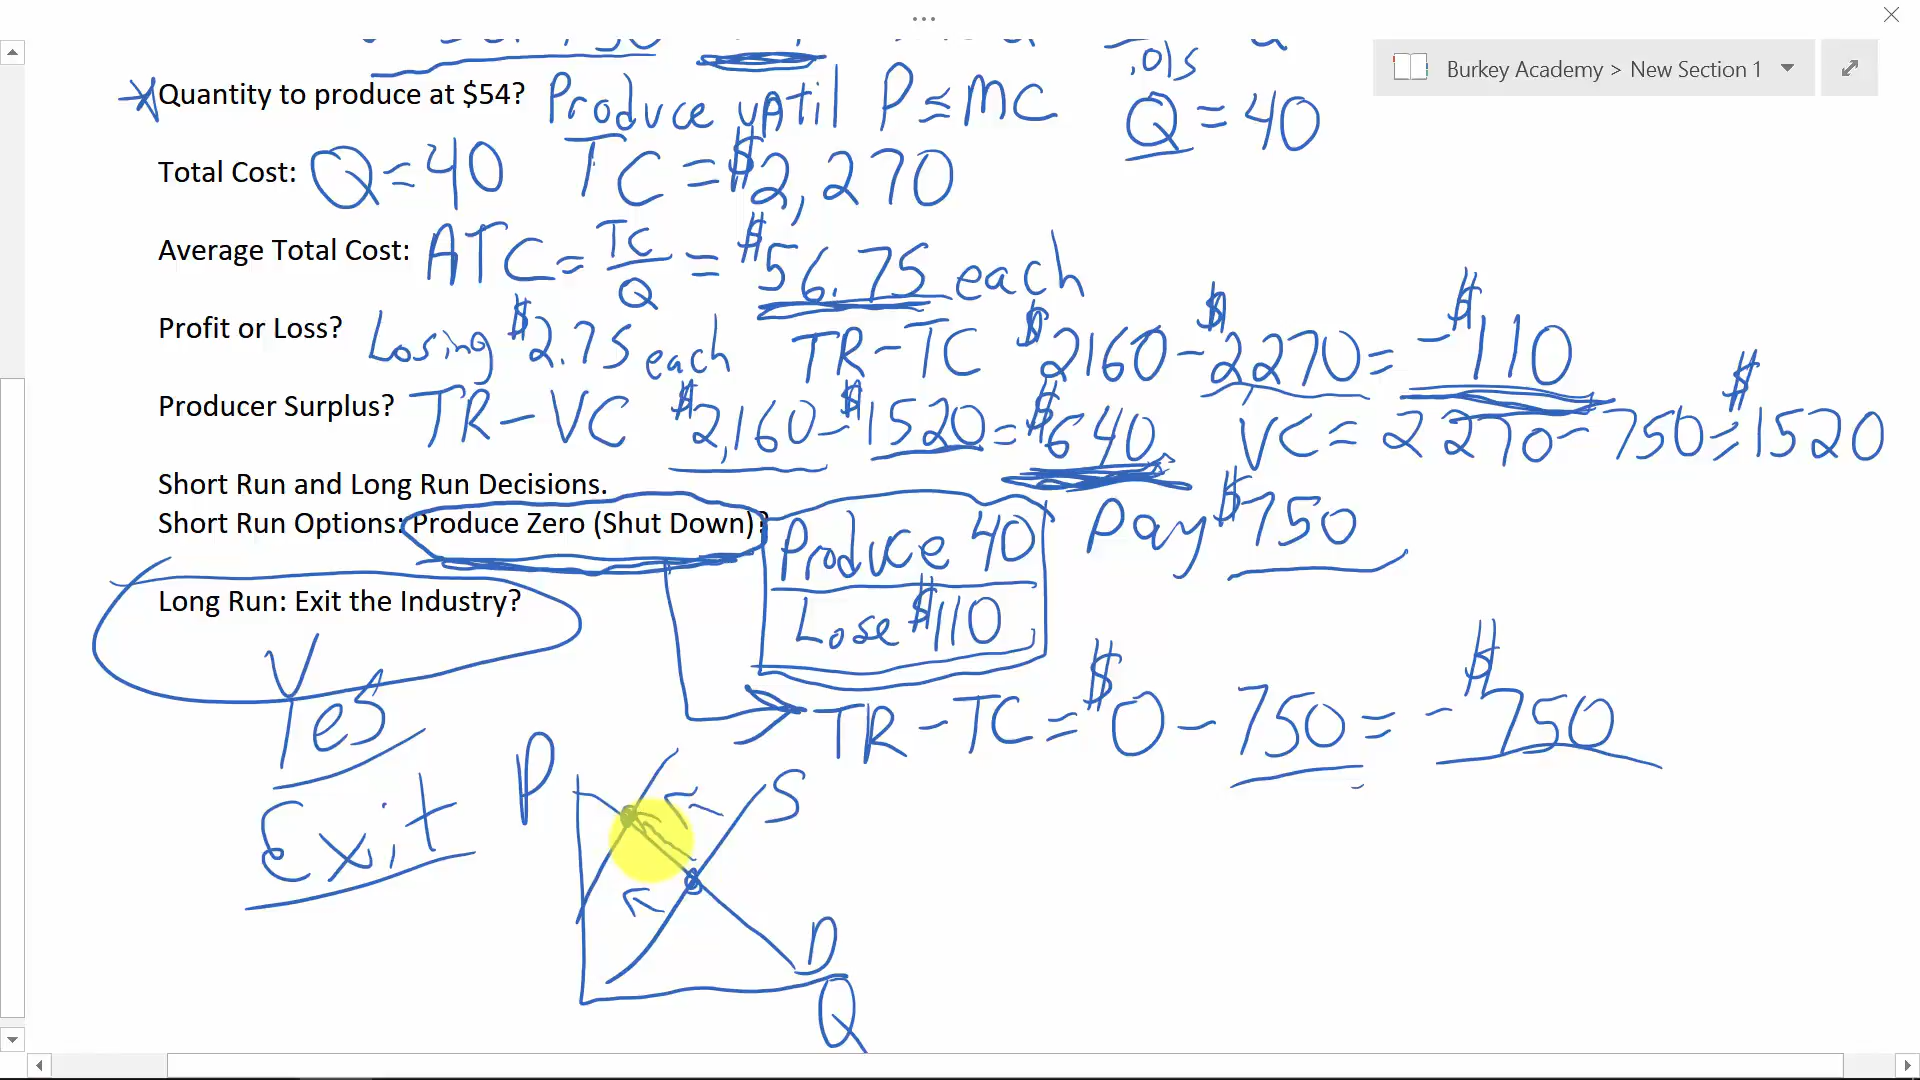 Burkey Academy > New Section 1
.015
Quantity to produce at $54? Produce until P ≤ MC Q = 40
Total Cost: Q = 40 TC = $2,270
Average Total Cost: ATC = TC/Q = $56.75 each
Profit or Loss? Losing $2.75 each TR - TC $2160 - $2270 = -$110
Producer Surplus? TR - VC $2,160 - $1520 = $640 VC = 2270 - 750 = $1520
Short Run and Long Run Decisions.
Short Run Options: Produce Zero (Shut Down)? Produce 40 Pay $750
Long Run: Exit the Industry? Lose $110
Yes
TR - TC = $0 - 750 = -$750
Exit
P
S
D
Q